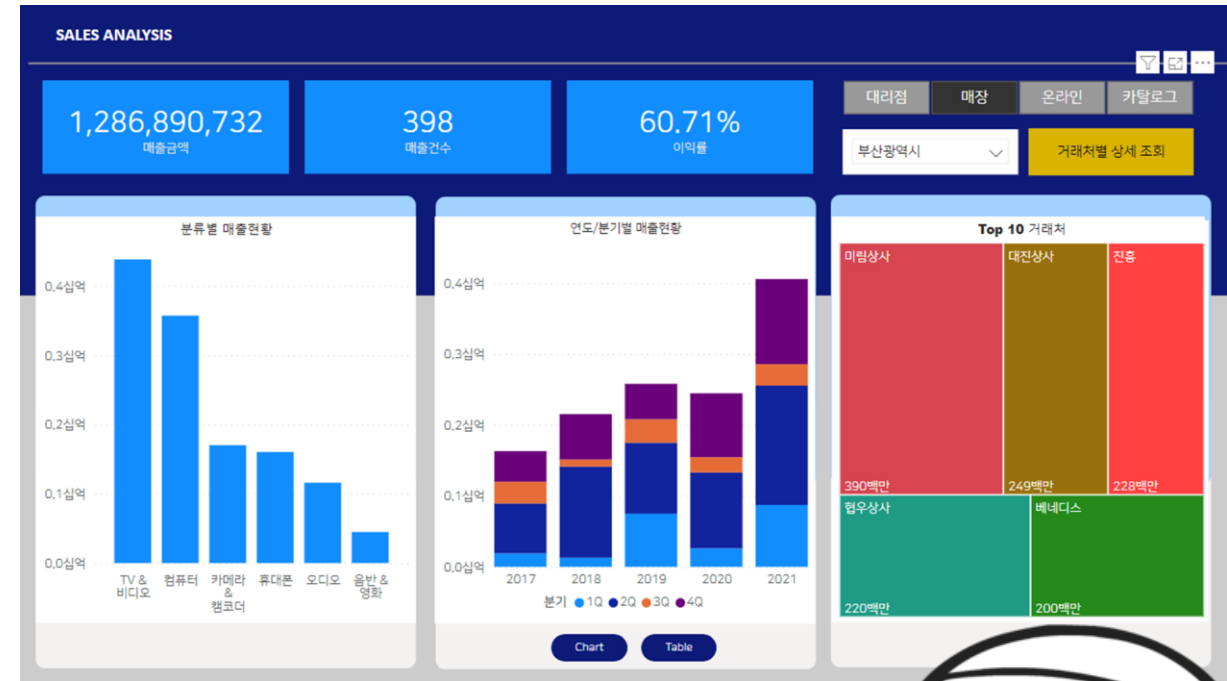 SALES ANALYSIS
1,286,890,732
매출금액
398
매출건수
60.71%
이익률
대리점
매장
온라인
카탈로그
부산광역시
거래처별 상세 조회
분류별 매출현황
0.4십억
0.3십억
0.2십억
0.1십억
0.0십억
TV &
비디오
컴퓨터
카메라
&
캠코더
휴대폰
오디오
음반 &
영화
연도/분기별 매출현황
0.4십억
0.3십억
0.2십억
0.1십억
0.0십억
2017
2018
2019
2020
2021
분기 1Q 2Q 3Q 4Q
Chart
Table
Top 10 거래처
미림상사
390백만
대진상사
249백만
진흥
228백만
협우상사
220백만
베네디스
200백만